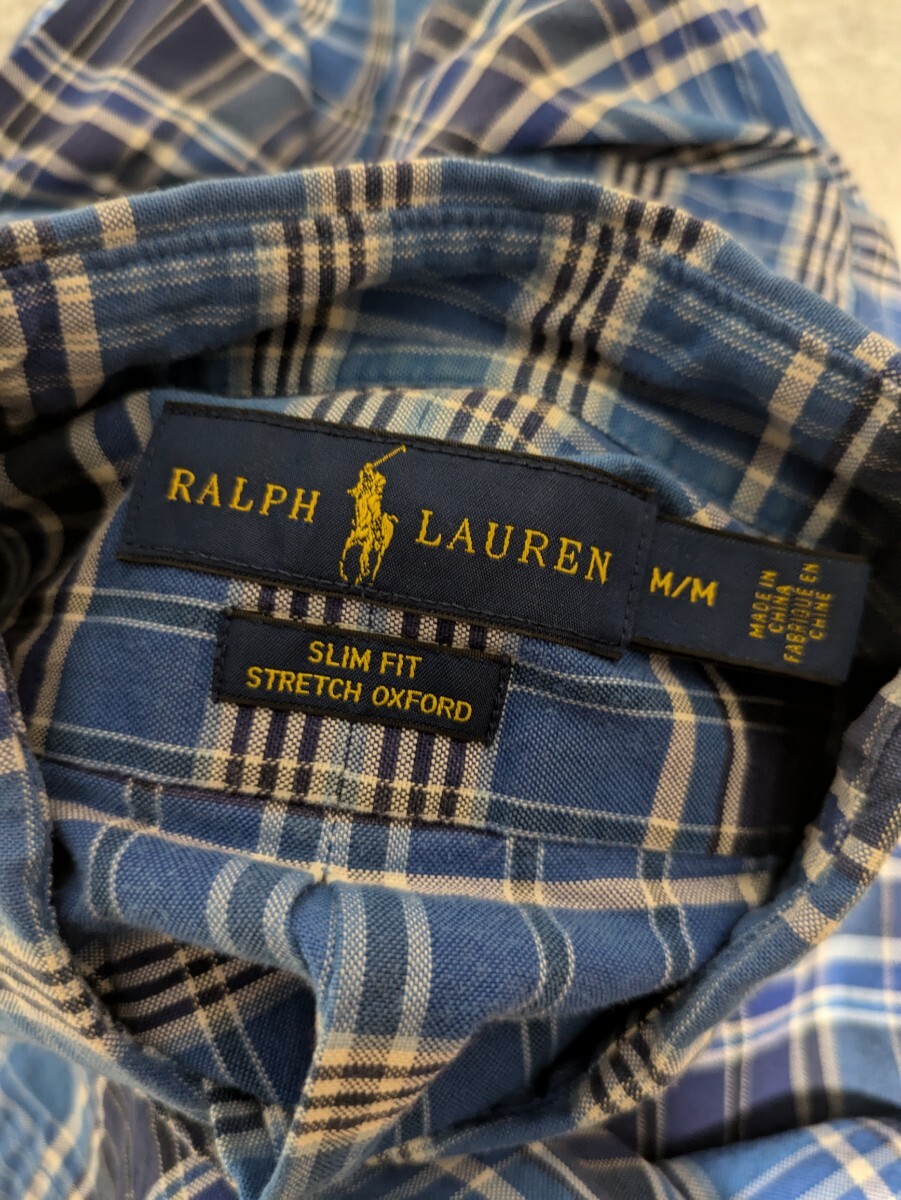 RALPH LAUREN
M/M
MADE IN
CHINA
FABRIQUÉ EN
CHINE
SLIM FIT
STRETCH OXFORD